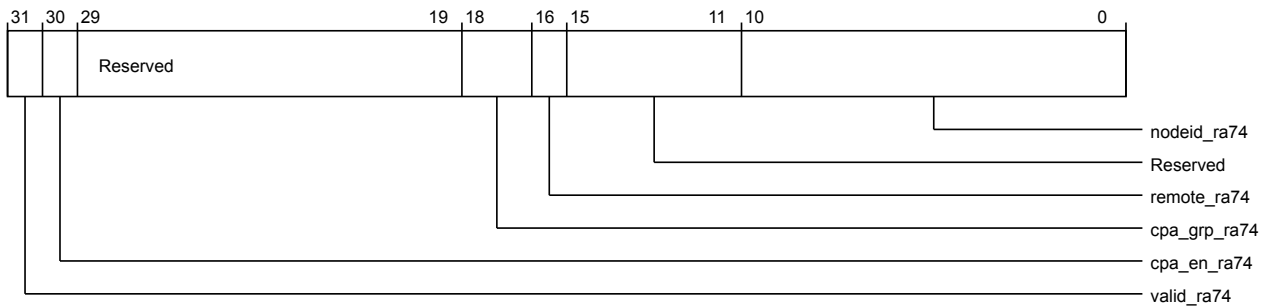 31 30 29 19 18 16 15 11 10 0
Reserved
nodeid_ra74
Reserved
remote_ra74
cpa_grp_ra74
cpa_en_ra74
valid_ra74